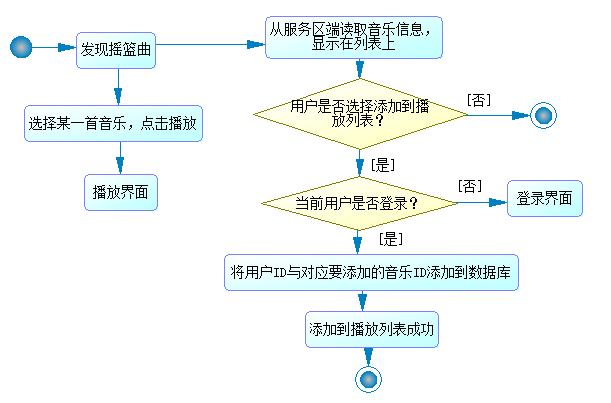 发现摇篮曲
从服务区端读取音乐信息，
显示在列表上
选择某一首音乐，点击播放
播放界面
用户是否选择添加到播
放列表？
[否]
[是]
当前用户是否登录？
[否]
登录界面
[是]
将用户ID与对应要添加的音乐ID添加到数据库
添加到播放列表成功